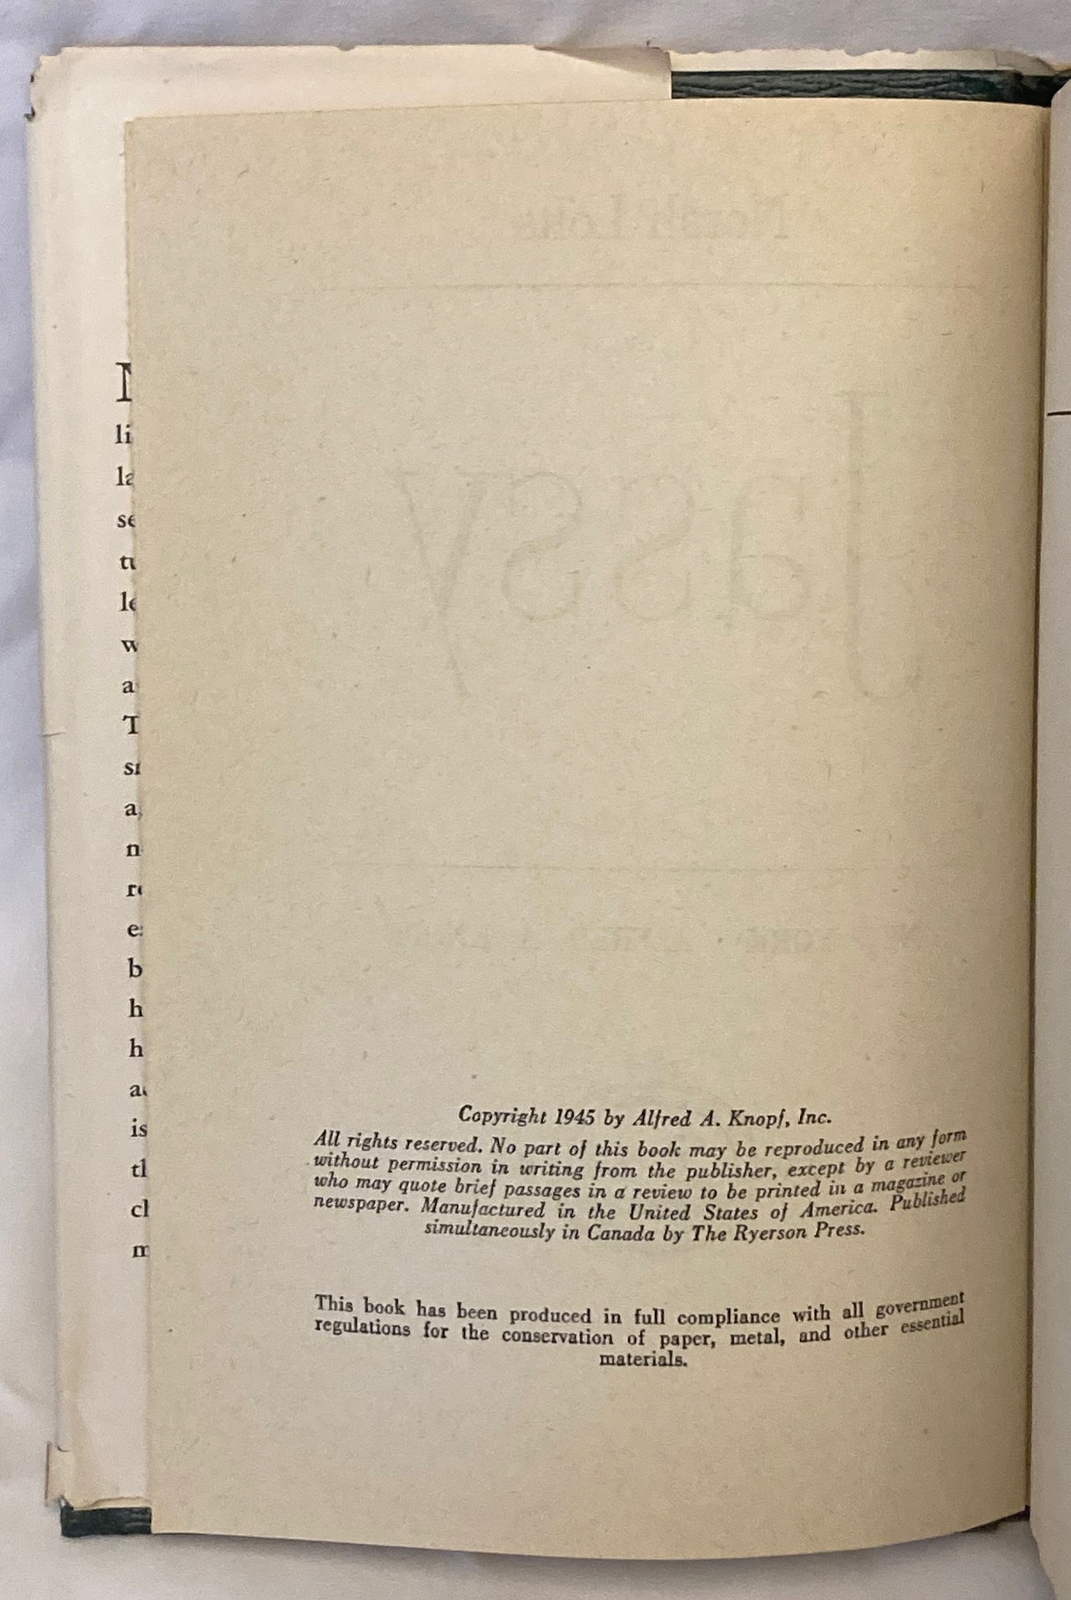 Copyright 1945 by Alfred A. Knopf, Inc.
All rights reserved. No part of this book may be reproduced in any form
without permission in writing from the publisher, except by a reviewer
who may quote brief passages in a review to be printed in a magazine or
newspaper. Manufactured in the United States of America. Published
simultaneously in Canada by The Ryerson Press.
This book has been produced in full compliance with all government
regulations for the conservation of paper, metal, and other essential
materials.